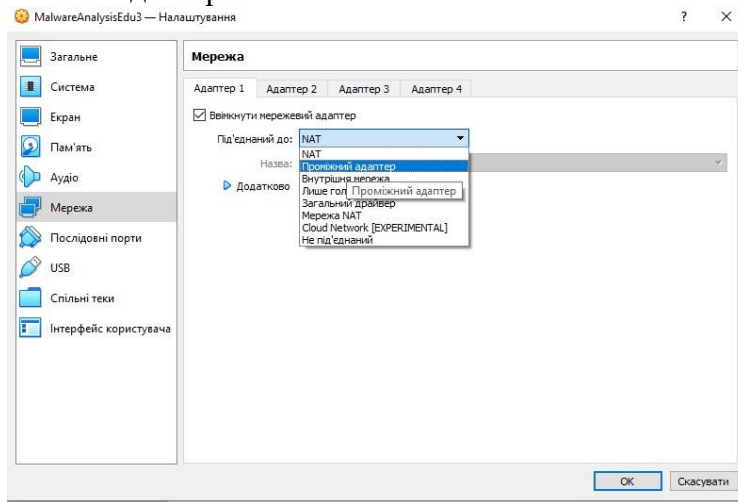 MalwareAnalysisEdu3 — Налаштування
? ×
Загальне
Система
Екран
Пам'ять
Аудіо
Мережа
Послідовні порти
USB
Спільні теки
Інтерфейс користувача
Мережа
Адаптер 1 Адаптер 2 Адаптер 3 Адаптер 4
Ввімкнути мережевий адаптер
Під'єднаний до: NAT
Назва:
Додатково
NAT
Проміжний адаптер
Внутрішня мережа
Лише гол
Проміжний адаптер
Загальний драйвер
Мережа NAT
Cloud Network [EXPERIMENTAL]
Не під'єднаний
OK Скасувати